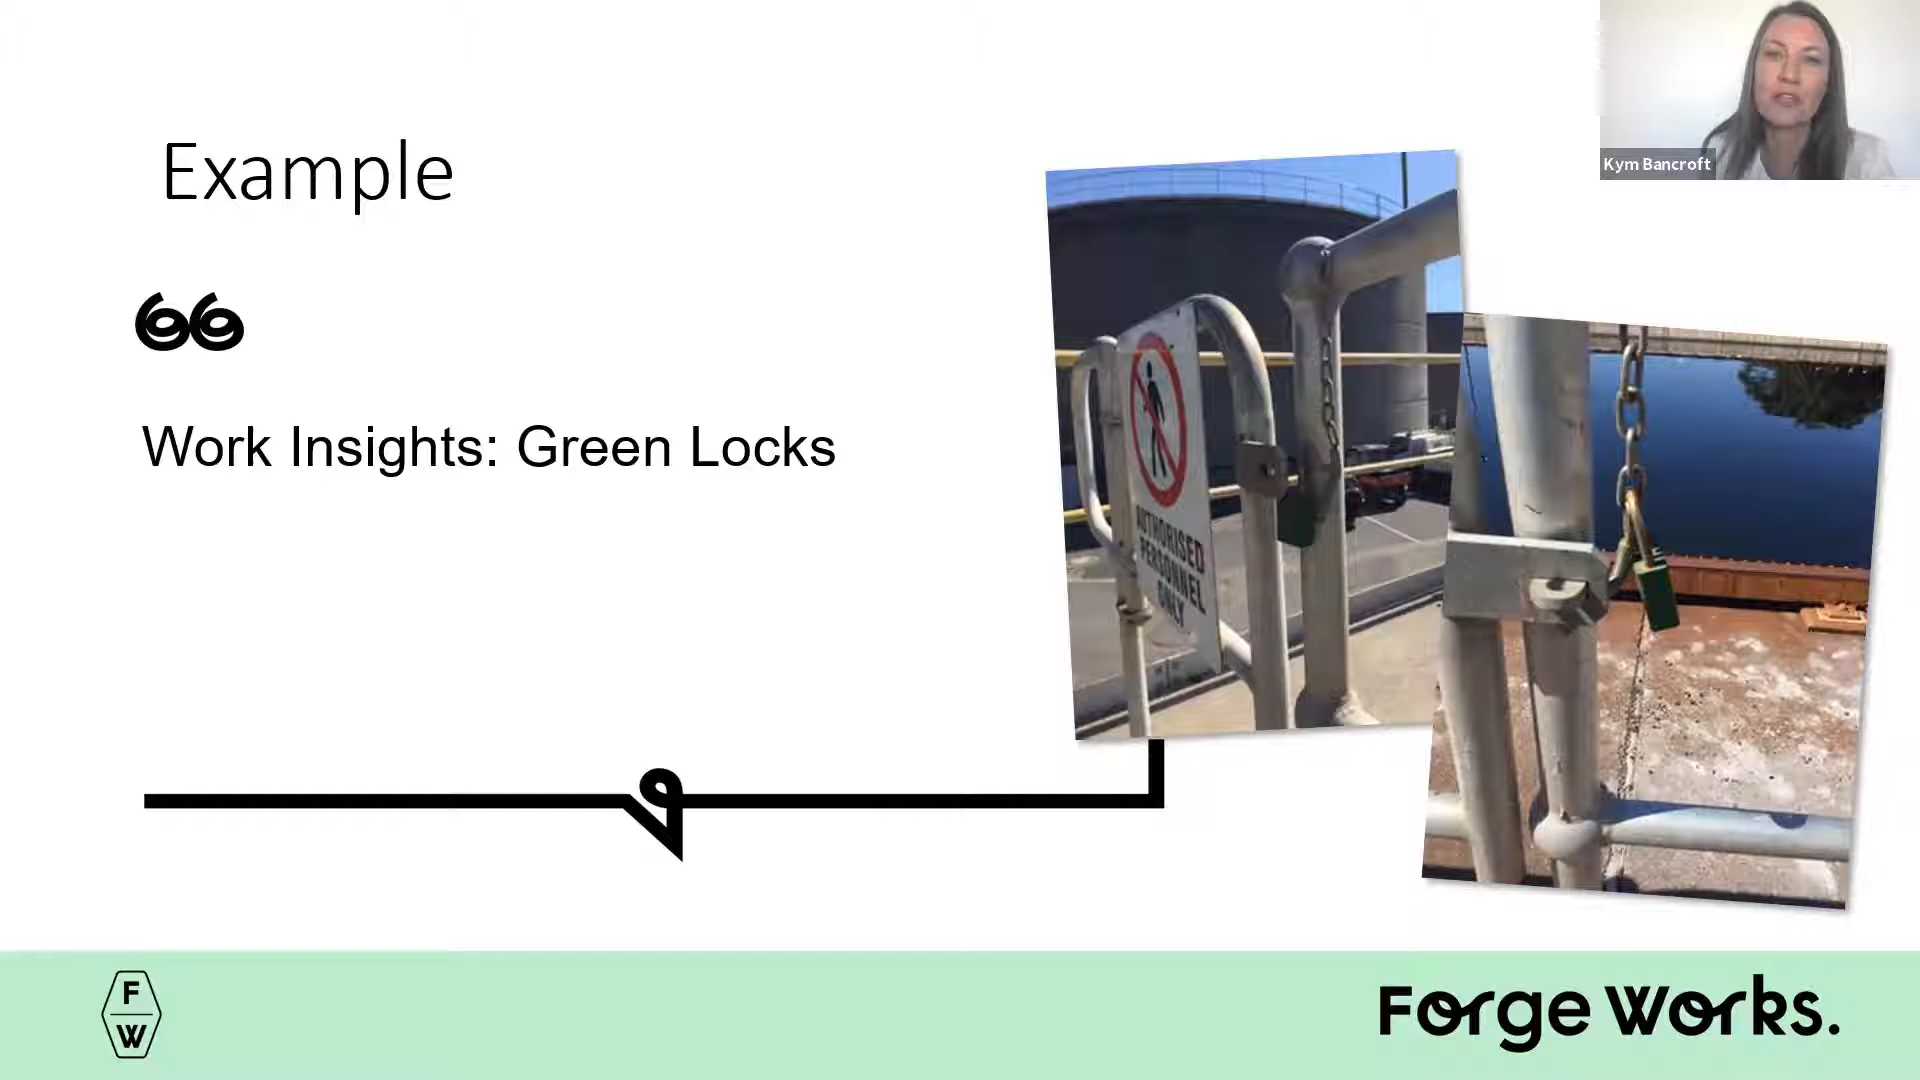 Kym Bancroft
Example
Work Insights: Green Locks
AUTHORISED
PERSONNEL
ONLY
F
W
Forge Works.